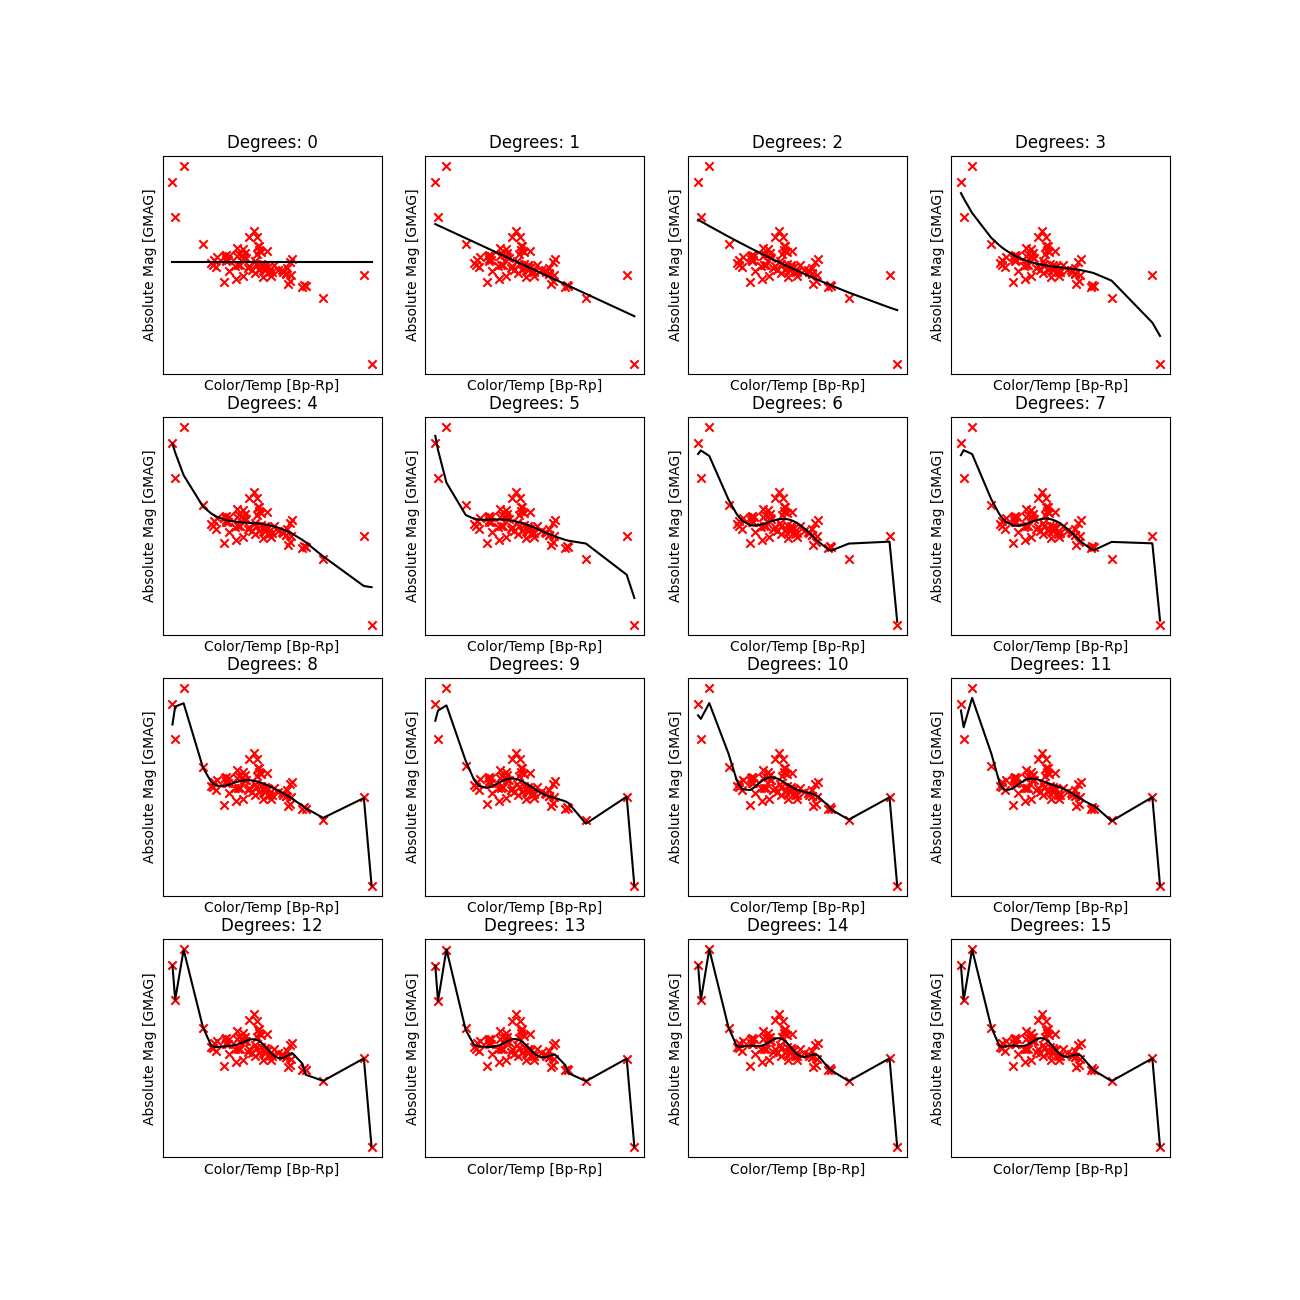 Degrees: 0
Absolute Mag [GMAG]
Color/Temp [Bp-Rp]
Degrees: 1
Absolute Mag [GMAG]
Color/Temp [Bp-Rp]
Degrees: 2
Absolute Mag [GMAG]
Color/Temp [Bp-Rp]
Degrees: 3
Absolute Mag [GMAG]
Color/Temp [Bp-Rp]
Degrees: 4
Absolute Mag [GMAG]
Color/Temp [Bp-Rp]
Degrees: 5
Absolute Mag [GMAG]
Color/Temp [Bp-Rp]
Degrees: 6
Absolute Mag [GMAG]
Color/Temp [Bp-Rp]
Degrees: 7
Absolute Mag [GMAG]
Color/Temp [Bp-Rp]
Degrees: 8
Absolute Mag [GMAG]
Color/Temp [Bp-Rp]
Degrees: 9
Absolute Mag [GMAG]
Color/Temp [Bp-Rp]
Degrees: 10
Absolute Mag [GMAG]
Color/Temp [Bp-Rp]
Degrees: 11
Absolute Mag [GMAG]
Color/Temp [Bp-Rp]
Degrees: 12
Absolute Mag [GMAG]
Color/Temp [Bp-Rp]
Degrees: 13
Absolute Mag [GMAG]
Color/Temp [Bp-Rp]
Degrees: 14
Absolute Mag [GMAG]
Color/Temp [Bp-Rp]
Degrees: 15
Absolute Mag [GMAG]
Color/Temp [Bp-Rp]